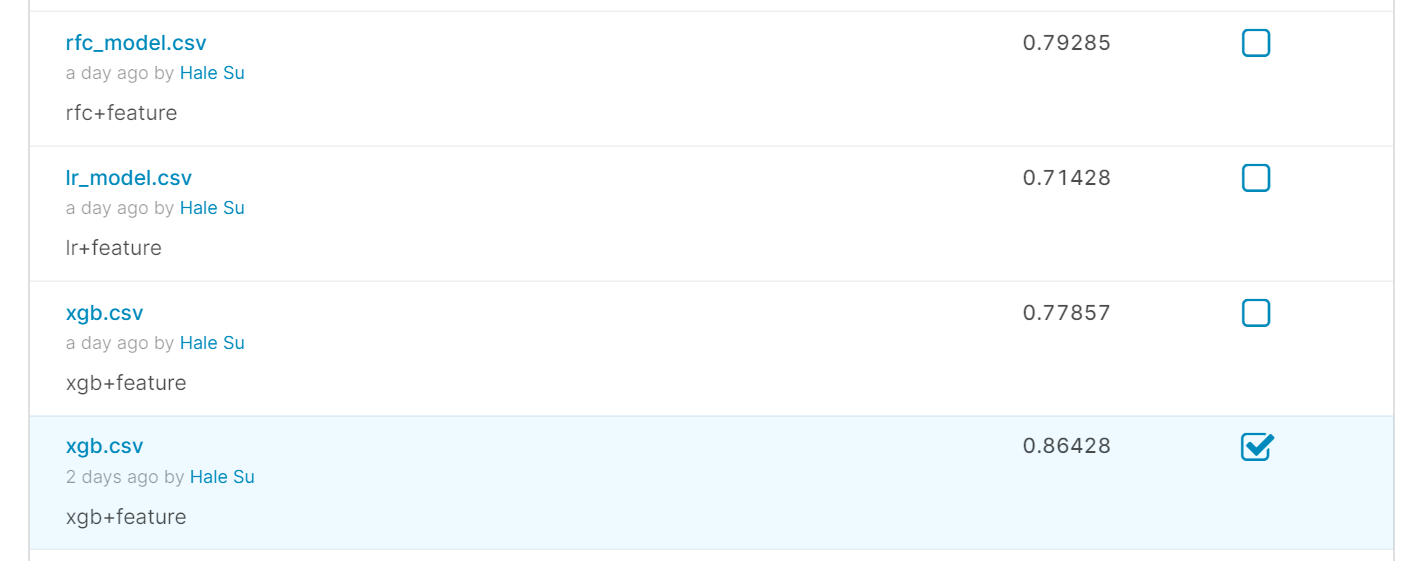 rfc_model.csv 0.79285
a day ago by Hale Su
rfc+feature
lr_model.csv 0.71428
a day ago by Hale Su
lr+feature
xgb.csv 0.77857
a day ago by Hale Su
xgb+feature
xgb.csv 0.86428
2 days ago by Hale Su
xgb+feature